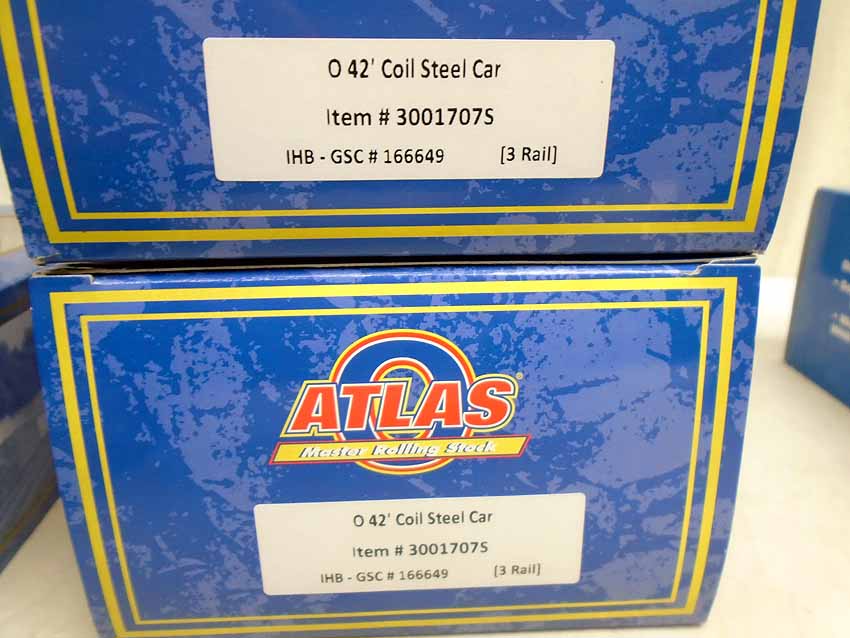 O 42' Coil Steel Car
Item # 3001707S
IHB - GSC # 166649 [3 Rail]
ATLAS
O
®
Master Rolling Stock
O 42' Coil Steel Car
Item # 3001707S
IHB - GSC # 166649 [3 Rail]